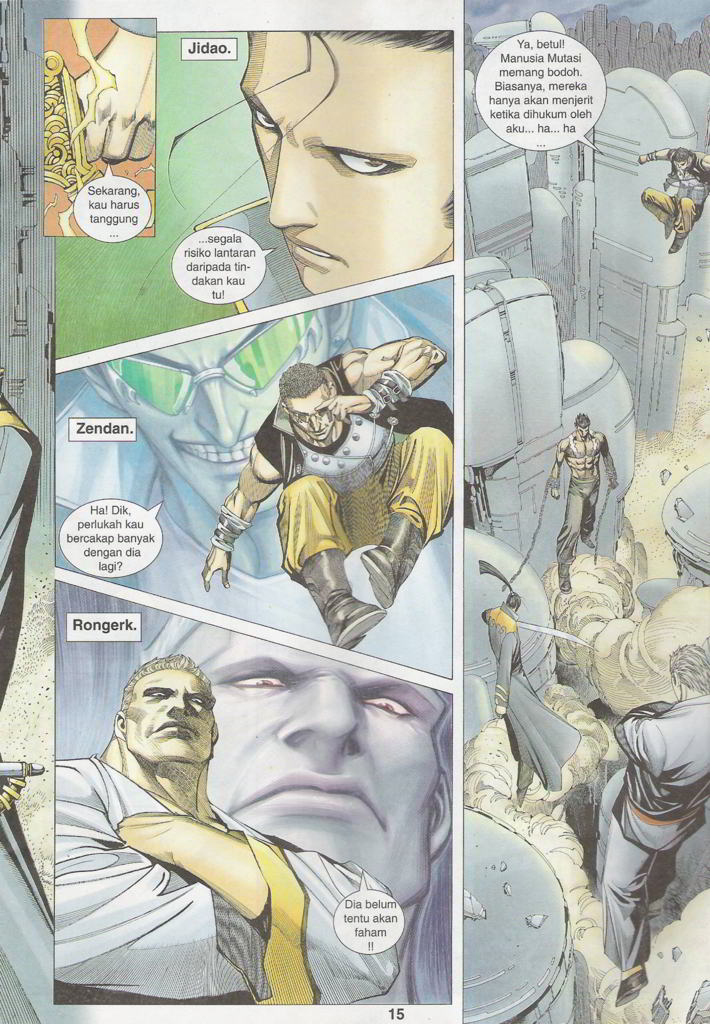 Jidao.
Sekarang,
kau harus
tanggung
...
...segala
risiko lantaran
daripada tin-
dakan kau
tu!
Zendan.
Ha! Dik,
perlukah kau
bercakap banyak
dengan dia
lagi?
Rongerk.
Dia belum
tentu akan
faham
!!
Ya, betul!
Manusia Mutasi
memang bodoh.
Biasanya, mereka
hanya akan menjerit
ketika dihukum oleh
aku... ha... ha
...
15